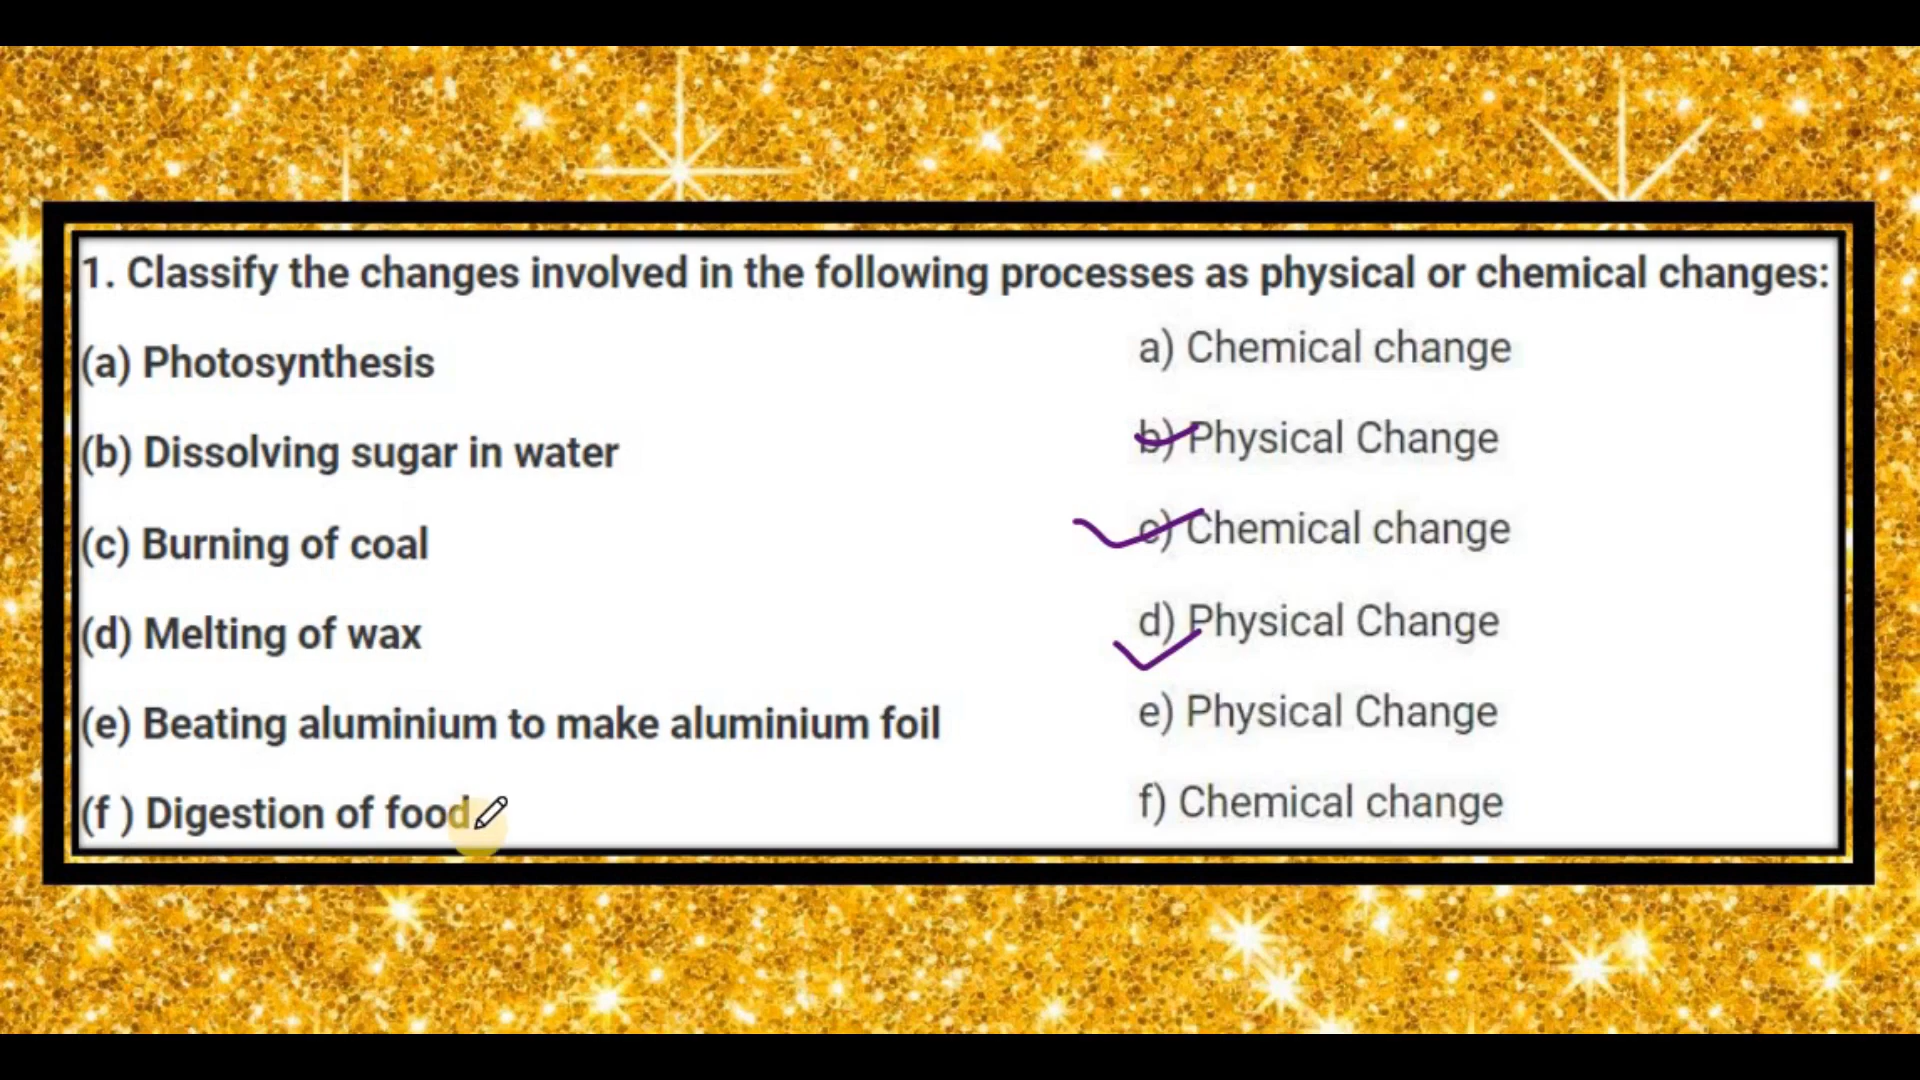 1. Classify the changes involved in the following processes as physical or chemical changes:
(a) Photosynthesis
a) Chemical change
(b) Dissolving sugar in water
b) Physical Change
(c) Burning of coal
c) Chemical change
(d) Melting of wax
d) Physical Change
(e) Beating aluminium to make aluminium foil
e) Physical Change
(f ) Digestion of food
f) Chemical change